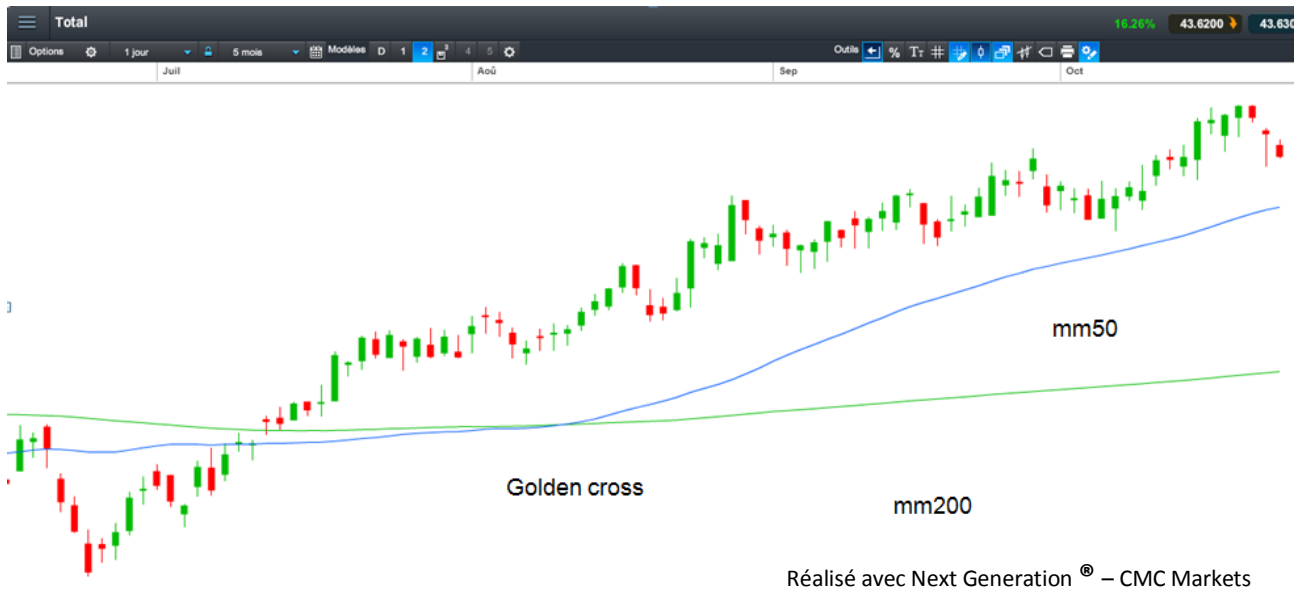 Total 16.26% 43.6200 43.630
Options 1 jour 5 mois Modèles D 1 2 3 4 5 Outils % TT
Juil Aoû Sep Oct
mm50
Golden cross
mm200
Réalisé avec Next Generation ® – CMC Markets